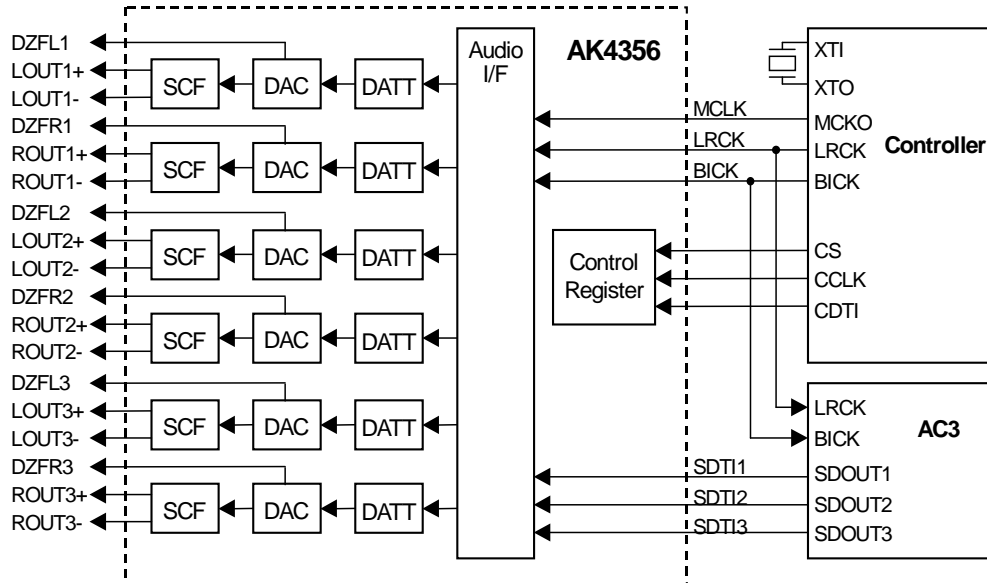 DZFL1
LOUT1+
LOUT1-
DZFR1
ROUT1+
ROUT1-
DZFL2
LOUT2+
LOUT2-
DZFR2
ROUT2+
ROUT2-
DZFL3
LOUT3+
LOUT3-
DZFR3
ROUT3+
ROUT3-
SCF
DAC
DATT
SCF
DAC
DATT
SCF
DAC
DATT
SCF
DAC
DATT
SCF
DAC
DATT
SCF
DAC
DATT
Audio
I/F
AK4356
Control
Register
MCLK
LRCK
BICK
SDTI1
SDTI2
SDTI3
XTI
XTO
MCKO
LRCK
BICK
Controller
CS
CCLK
CDTI
LRCK
BICK
AC3
SDOUT1
SDOUT2
SDOUT3